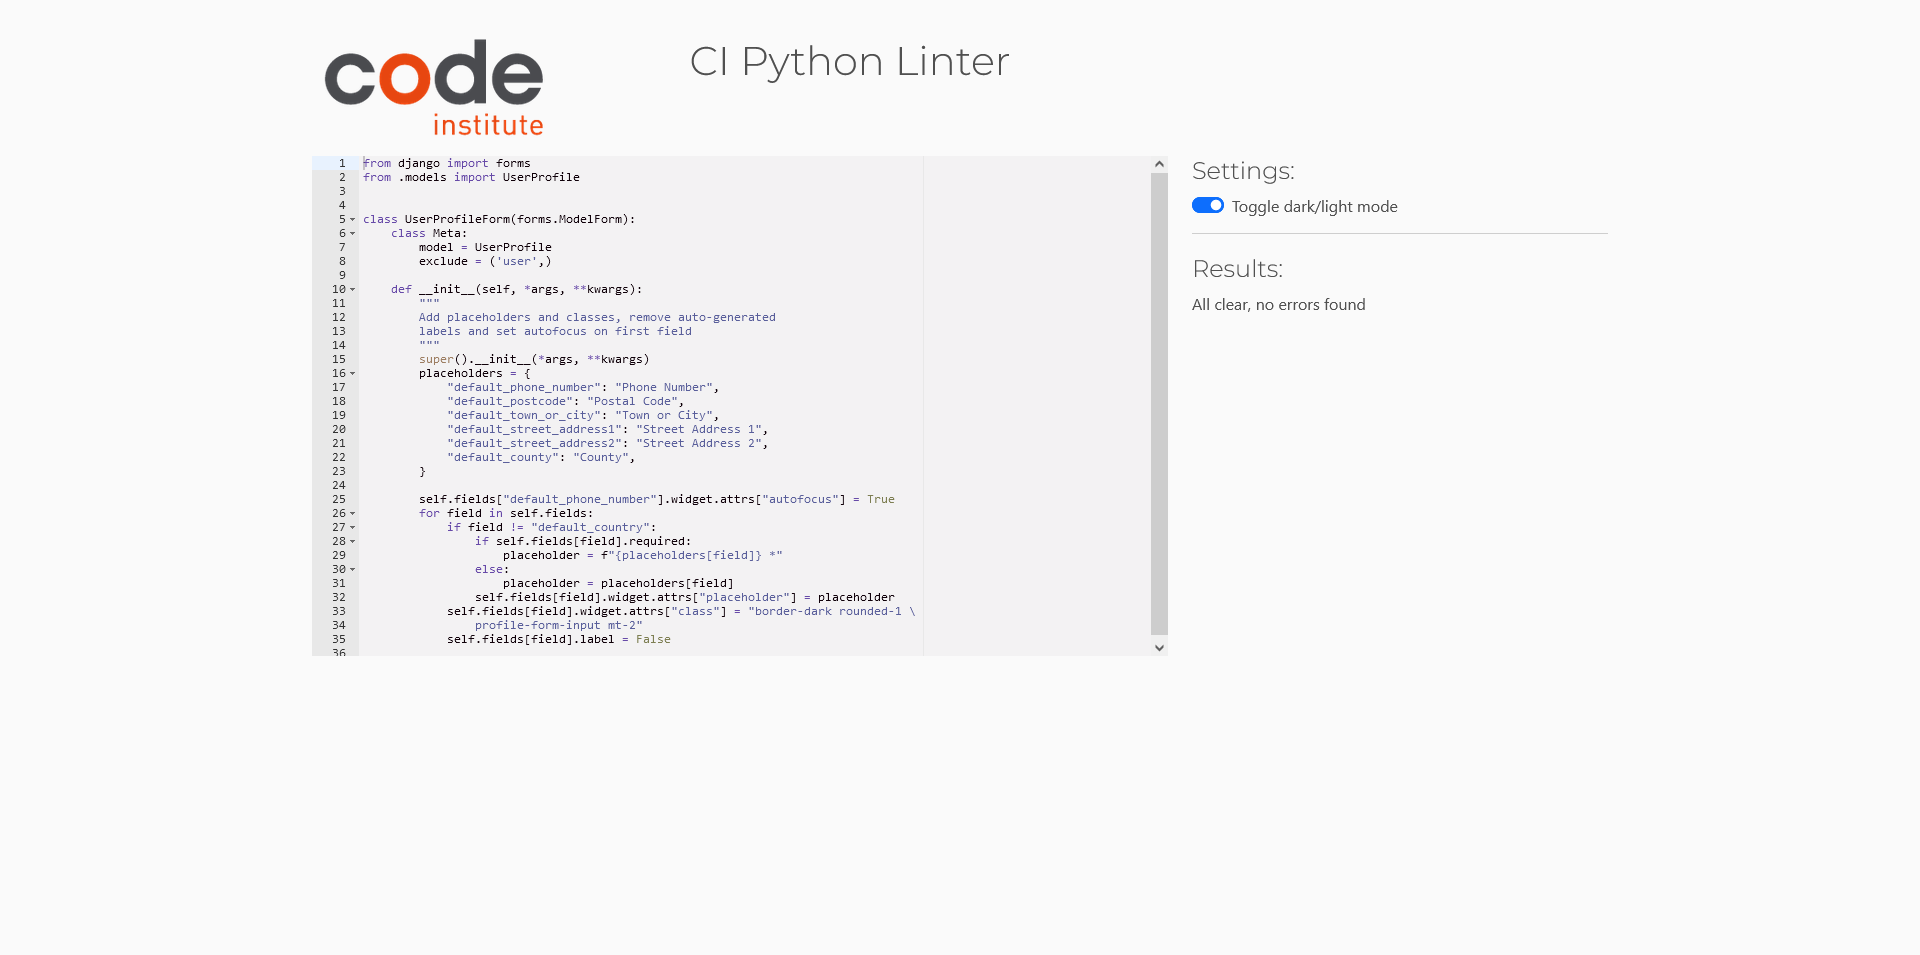 code
institute
CI Python Linter
1 from django import forms
2 from .models import UserProfile
3
4
5 class UserProfileForm(forms.ModelForm):
6     class Meta:
7         model = UserProfile
8         exclude = ('user',)
9
10     def __init__(self, *args, **kwargs):
11         """
12         Add placeholders and classes, remove auto-generated
13         labels and set autofocus on first field
14         """
15         super().__init__(*args, **kwargs)
16         placeholders = {
17             "default_phone_number": "Phone Number",
18             "default_postcode": "Postal Code",
19             "default_town_or_city": "Town or City",
20             "default_street_address1": "Street Address 1",
21             "default_street_address2": "Street Address 2",
22             "default_county": "County",
23         }
24
25         self.fields["default_phone_number"].widget.attrs["autofocus"] = True
26         for field in self.fields:
27             if field != "default_country":
28                 if self.fields[field].required:
29                     placeholder = f"{placeholders[field]} *"
30                 else:
31                     placeholder = placeholders[field]
32                 self.fields[field].widget.attrs["placeholder"] = placeholder
33             self.fields[field].widget.attrs["class"] = "border-dark rounded-1 \
34                 profile-form-input mt-2"
35             self.fields[field].label = False
36
Settings:
Toggle dark/light mode
Results:
All clear, no errors found